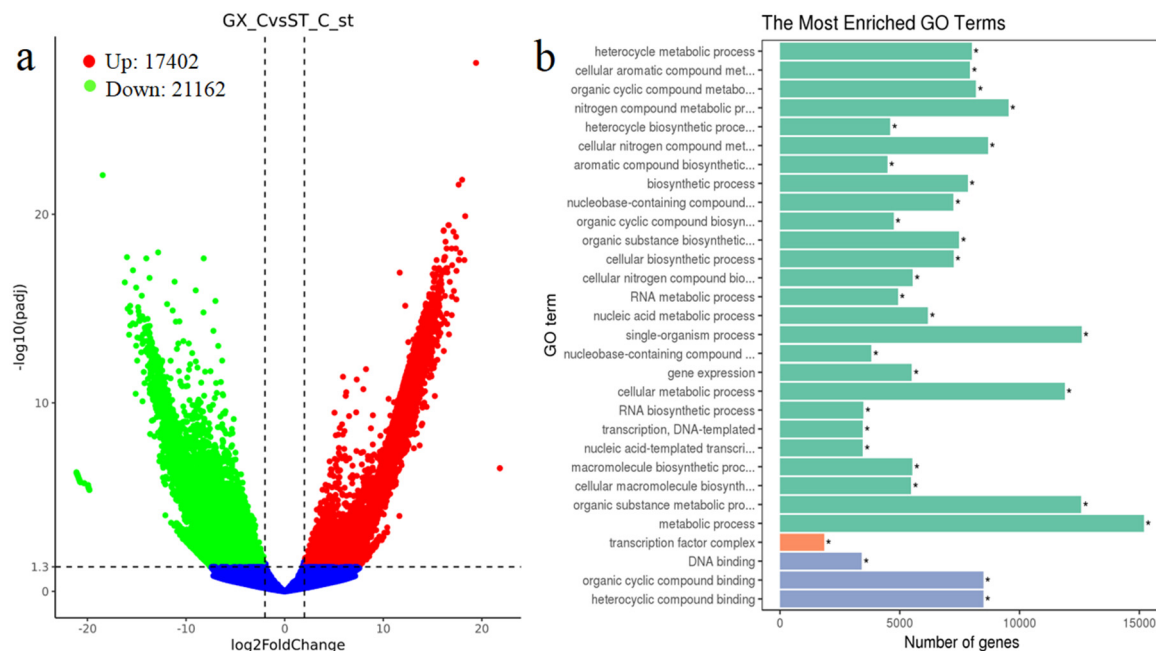 GX_CvsST_C_st
a
Up: 17402
Down: 21162
-log10(padj)
20
10
1.3
0
-20
-10
0
10
20
log2FoldChange
b
The Most Enriched GO Terms
GO term
heterocycle metabolic process
cellular aromatic compound met...
organic cyclic compound metabo...
nitrogen compound metabolic pr...
heterocycle biosynthetic proce...
cellular nitrogen compound met...
aromatic compound biosynthetic...
biosynthetic process
nucleobase-containing compound...
organic cyclic compound biosyn...
organic substance biosynthetic...
cellular biosynthetic process
cellular nitrogen compound bio...
RNA metabolic process
nucleic acid metabolic process
single-organism process
nucleobase-containing compound ...
gene expression
cellular metabolic process
RNA biosynthetic process
transcription, DNA-templated
nucleic acid-templated transcri...
macromolecule biosynthetic proc...
cellular macromolecule biosynth...
organic substance metabolic pro...
metabolic process
transcription factor complex
DNA binding
organic cyclic compound binding
heterocyclic compound binding
0
5000
10000
15000
Number of genes